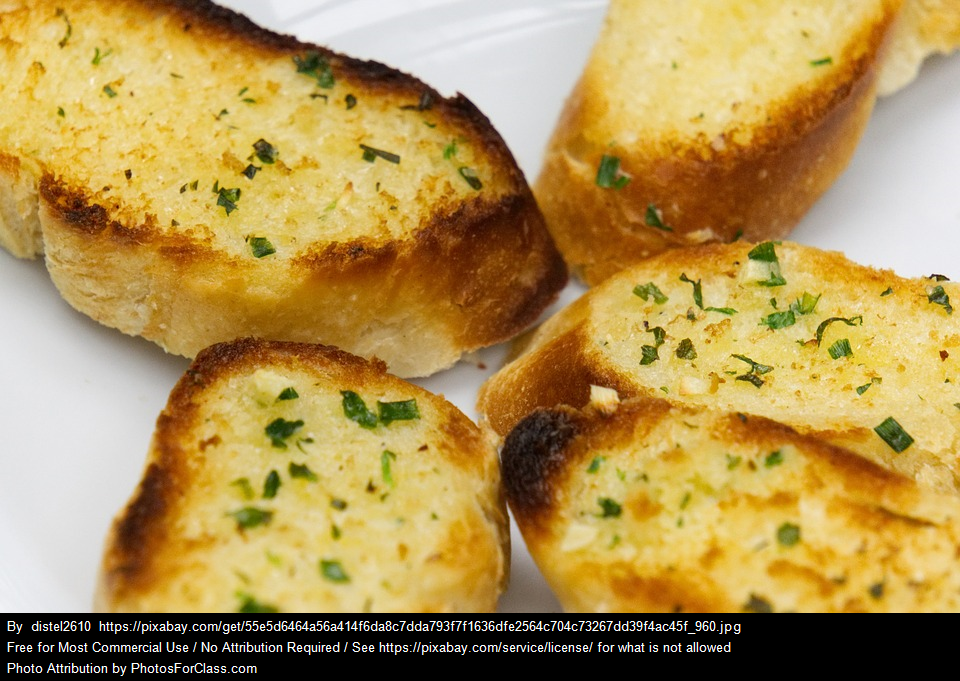 By distel2610 https://pixabay.com/get/55e5d6464a56a414f6da8c7dda793f7f1636dfe2564c704c73267dd39f4ac45f_960.jpg
Free for Most Commercial Use / No Attribution Required / See https://pixabay.com/service/license/ for what is not allowed
Photo Attribution by PhotosForClass.com